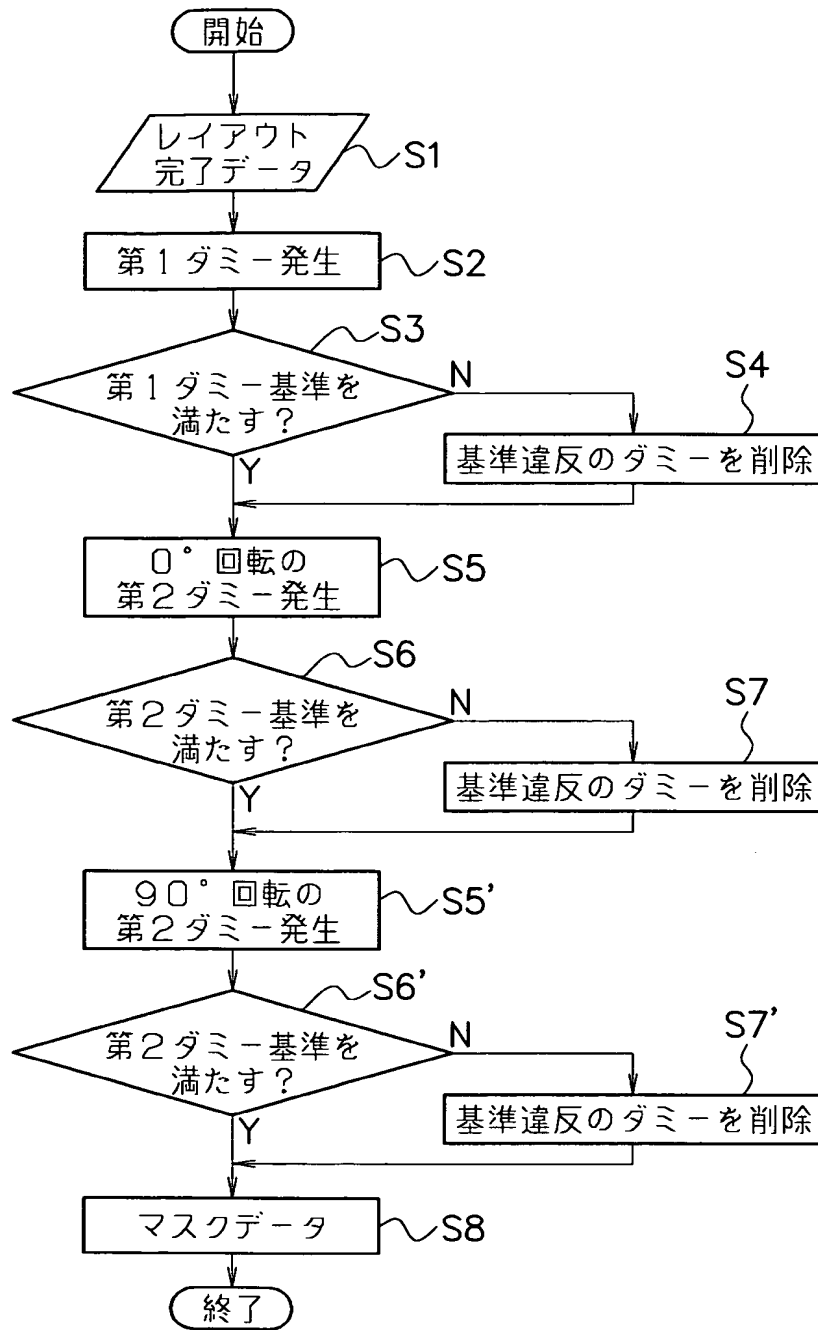 開始
レイアウト
完了データ
S1
第1ダミー発生
S2
S3
第1ダミー基準を
満たす?
N
Y
S4
基準違反のダミーを削除
0°回転の
第2ダミー発生
S5
S6
第2ダミー基準を
満たす?
N
Y
S7
基準違反のダミーを削除
90°回転の
第2ダミー発生
S5'
S6'
第2ダミー基準を
満たす?
N
Y
S7'
基準違反のダミーを削除
マスクデータ
S8
終了